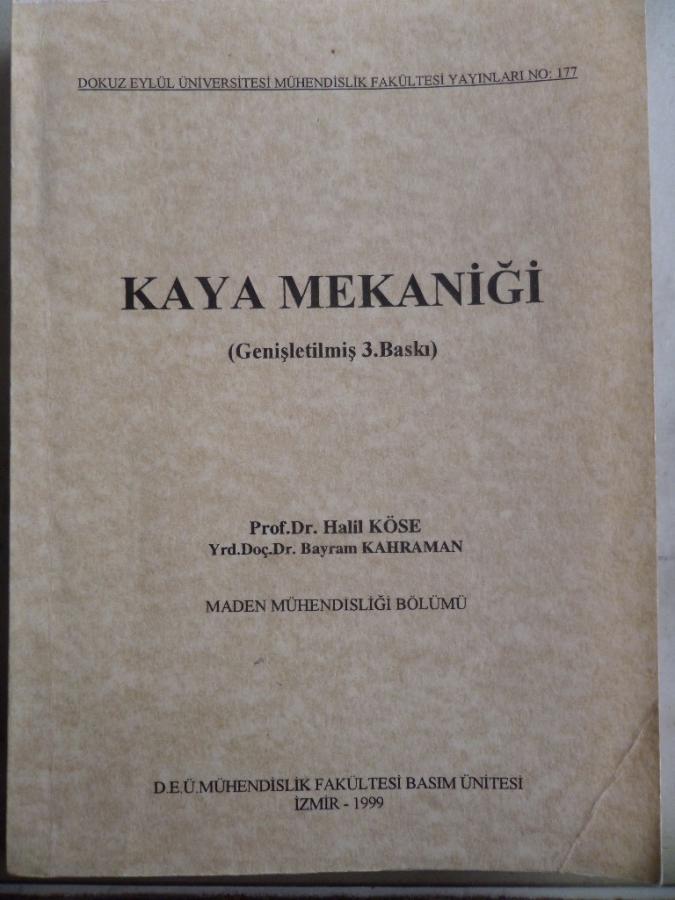 DOKUZ EYLÜL ÜNİVERSİTESİ MÜHENDİSLİK FAKÜLTESİ YAYINLARI NO: 177
KAYA MEKANİĞİ
(Genişletilmiş 3.Baskı)
Prof.Dr. Halil KÖSE
Yrd.Doç.Dr. Bayram KAHRAMAN
MADEN MÜHENDİSLİĞİ BÖLÜMÜ
D.E.Ü.MÜHENDİSLİK FAKÜLTESİ BASIM ÜNİTESİ
İZMİR - 1999